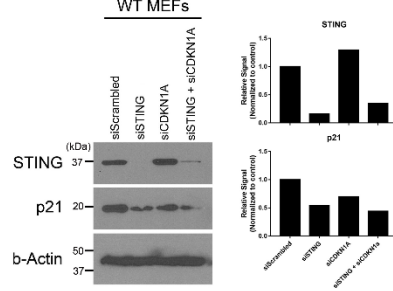 WT MEFs
siScrambled
siSTING
siCDKN1A
siSTING + siCDKN1A
(kDa)
STING 37
p21 20
b-Actin 50
37
STING
Relative Signal
(Normalized to control)
1.5
1.0
0.5
0.0
p21
Relative Signal
(Normalized to control)
1.5
1.0
0.5
0.0
siScrambled
siSTING
siCDKN1A
siSTING + siCDKN1a